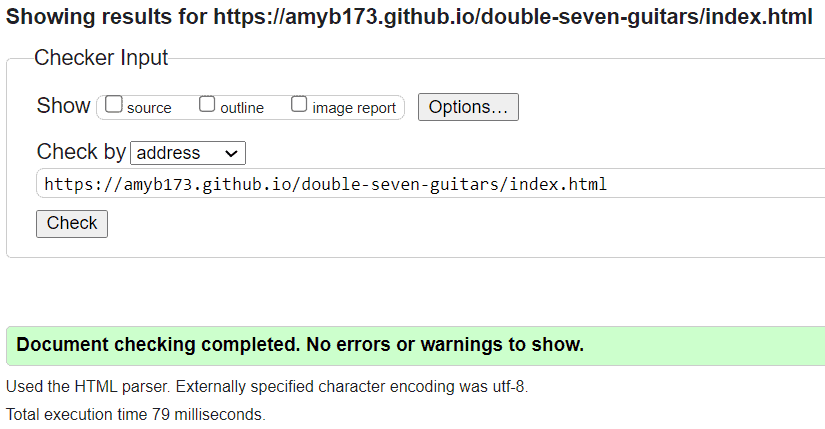 Showing results for https://amyb173.github.io/double-seven-guitars/index.html
Checker Input
Show source outline image report Options...
Check by address
https://amyb173.github.io/double-seven-guitars/index.html
Check
Document checking completed. No errors or warnings to show.
Used the HTML parser. Externally specified character encoding was utf-8.
Total execution time 79 milliseconds.